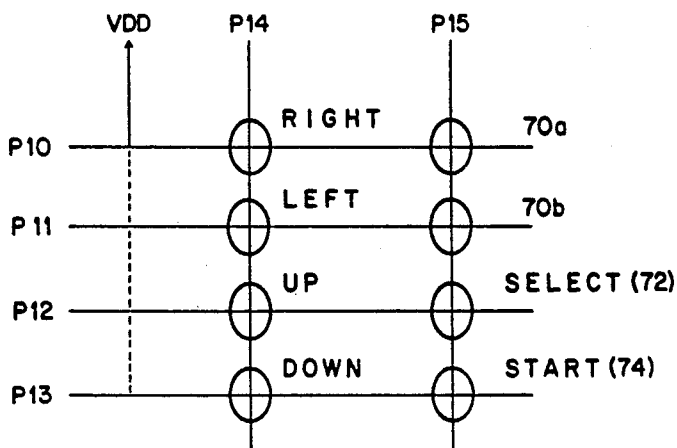 VDD P14 P15
RIGHT
P10 70a
LEFT
P11 70b
UP
P12 SELECT (72)
DOWN
P13 START (74)